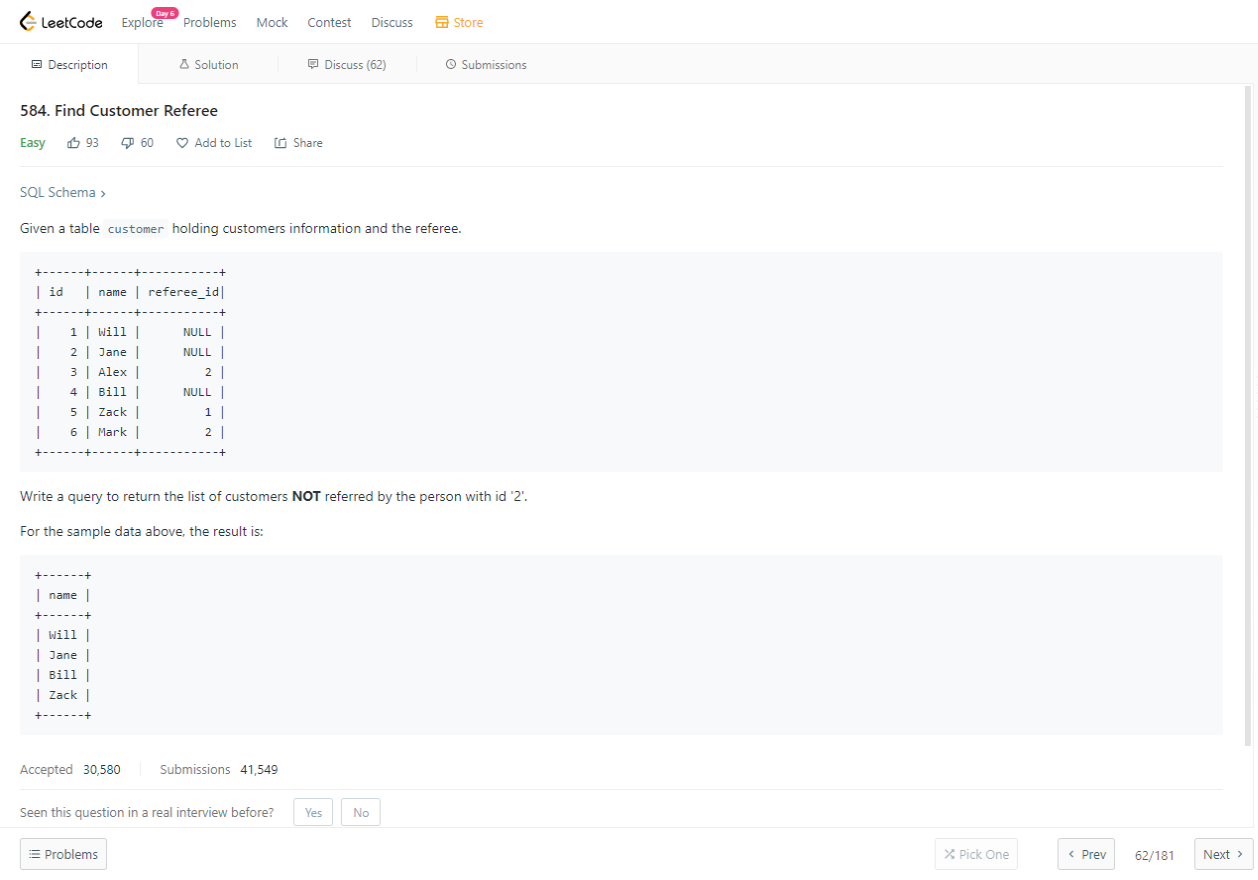 LeetCode Explore Day 6 Problems Mock Contest Discuss Store
Description Solution Discuss (62) Submissions
584. Find Customer Referee
Easy 93 60 Add to List Share
SQL Schema >
Given a table customer holding customers information and the referee.
+------+------+-----------+
| id   | name | referee_id|
+------+------+-----------+
|    1 | Will |      NULL |
|    2 | Jane |      NULL |
|    3 | Alex |         2 |
|    4 | Bill |      NULL |
|    5 | Zack |         1 |
|    6 | Mark |         2 |
+------+------+-----------+
Write a query to return the list of customers NOT referred by the person with id '2'.
For the sample data above, the result is:
+------+
| name |
+------+
| Will |
| Jane |
| Bill |
| Zack |
+------+
Accepted 30,580 Submissions 41,549
Seen this question in a real interview before? Yes No
Problems Pick One < Prev 62/181 Next >